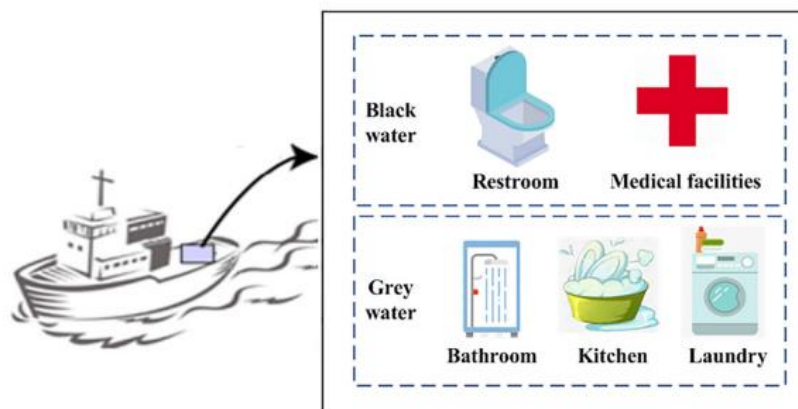 Black
water
Restroom
Medical facilities
Grey
water
Bathroom
Kitchen
Laundry